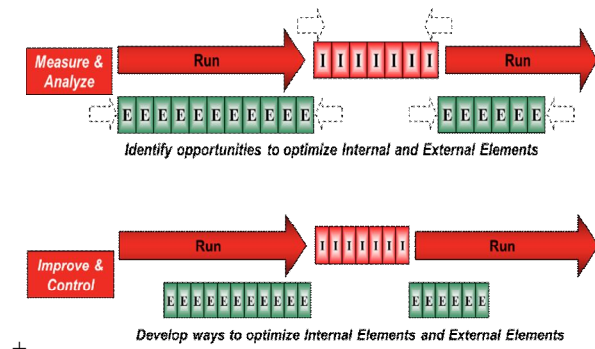 Measure &
Analyze
Run
I I I I I I I
Run
E E E E E E E E E E E
E E E E E E
Identify opportunities to optimize Internal and External Elements
Improve &
Control
Run
I I I I I I I
Run
E E E E E E E E E E E
E E E E E E
Develop ways to optimize Internal Elements and External Elements